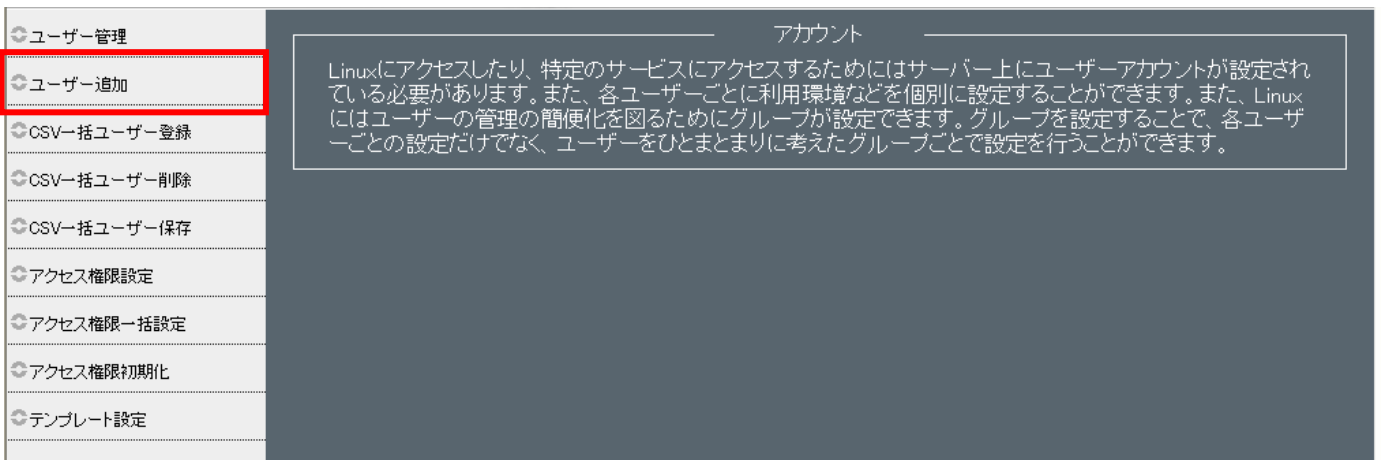 ユーザー管理
ユーザー追加
CSV一括ユーザー登録
CSV一括ユーザー削除
CSV一括ユーザー保存
アクセス権限設定
アクセス権限一括設定
アクセス権限初期化
テンプレート設定
アカウント
Linuxにアクセスしたり、特定のサービスにアクセスするためにはサーバー上にユーザーアカウントが設定され
ている必要があります。また、各ユーザーごとに利用環境などを個別に設定することができます。また、Linux
にはユーザーの管理の簡便化を図るためにグループが設定できます。グループを設定することで、各ユーザ
ーごとの設定だけでなく、ユーザーをひとまとまりに考えたグループごとで設定を行うことができます。